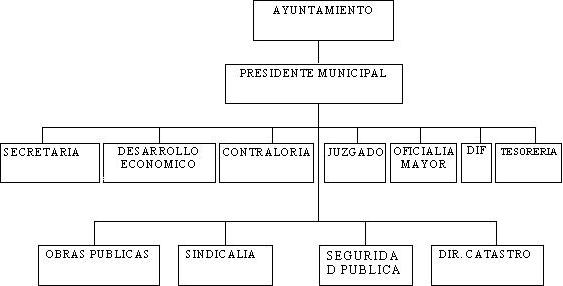 AYUNTAMIENTO
PRESIDENTE MUNICIPAL
SECRETARIA
DESARROLLO
ECONOMICO
CONTRALORIA
JUZGADO
OFICIALIA
MAYOR
DIF
TESORERIA
OBRAS PUBLICAS
SINDICALIA
SEGURIDA
D PUBLICA
DIR. CATASTRO